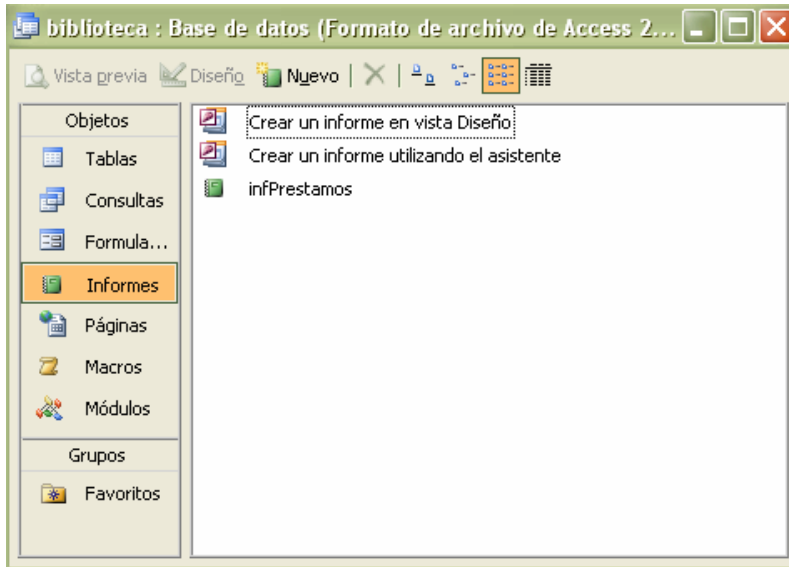 biblioteca : Base de datos (Formato de archivo de Access 2...
Vista previa Diseño Nuevo
Objetos
Tablas
Consultas
Formula...
Informes
Páginas
Macros
Módulos
Grupos
Favoritos
Crear un informe en vista Diseño
Crear un informe utilizando el asistente
infPrestamos